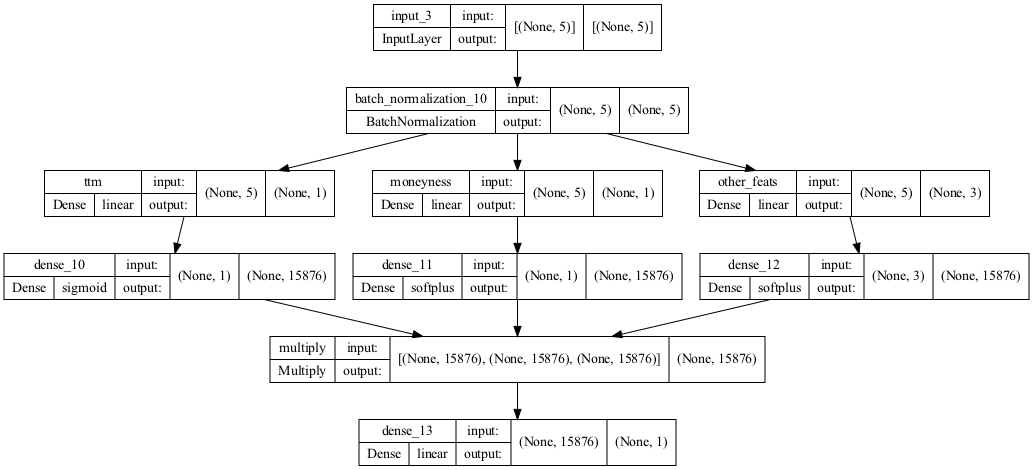 input_3 input: [(None, 5)] [(None, 5)]
InputLayer output:
batch_normalization_10 input: (None, 5) (None, 5)
BatchNormalization output:
ttm input: (None, 5) (None, 1)
Dense linear output:
moneyness input: (None, 5) (None, 1)
Dense linear output:
other_feats input: (None, 5) (None, 3)
Dense linear output:
dense_10 input: (None, 1) (None, 15876)
Dense sigmoid output:
dense_11 input: (None, 1) (None, 15876)
Dense softplus output:
dense_12 input: (None, 3) (None, 15876)
Dense softplus output:
multiply input: [(None, 15876), (None, 15876), (None, 15876)] (None, 15876)
Multiply output:
dense_13 input: (None, 15876) (None, 1)
Dense linear output: